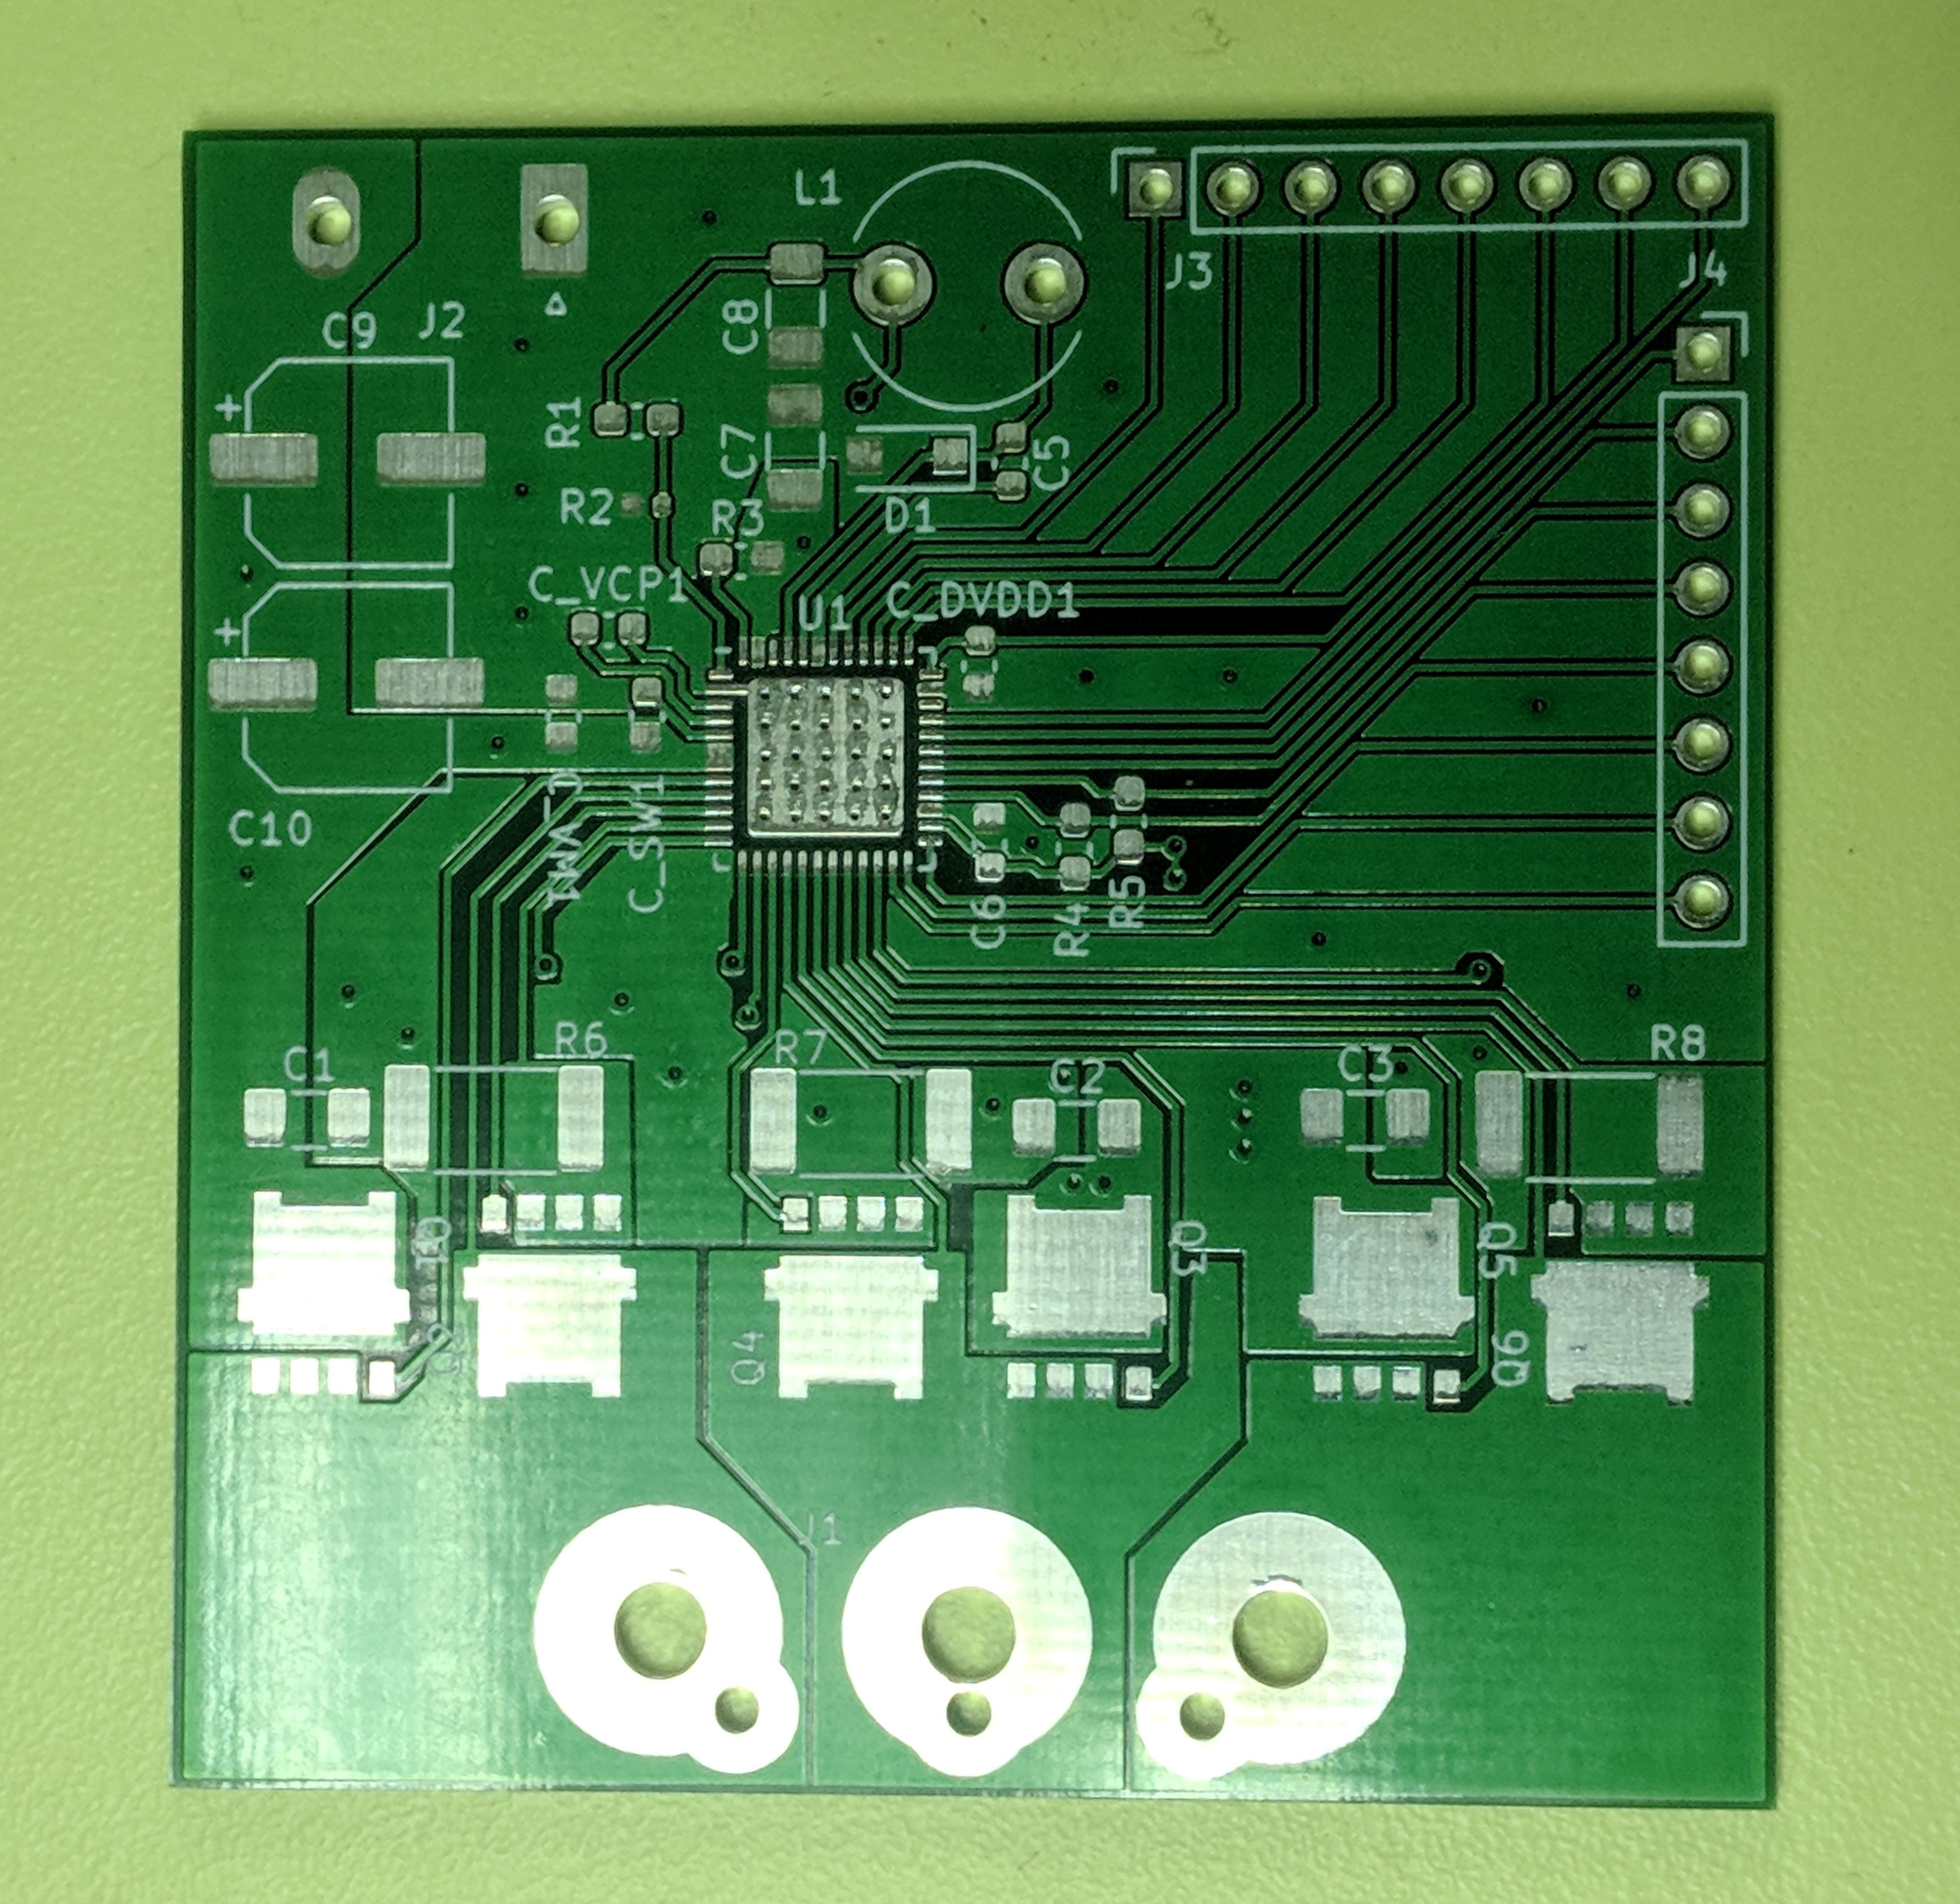 L1
J3
J4
C8
C9
J2
+
R1
C7
C5
R2
R3
D1
C_VCP1
U1
C_DVDD1
+
C10
C_SW1
C6
R4
R5
C1
R6
R7
C2
C3
R8
Q1
Q3
Q5
Q4
Q6
J1